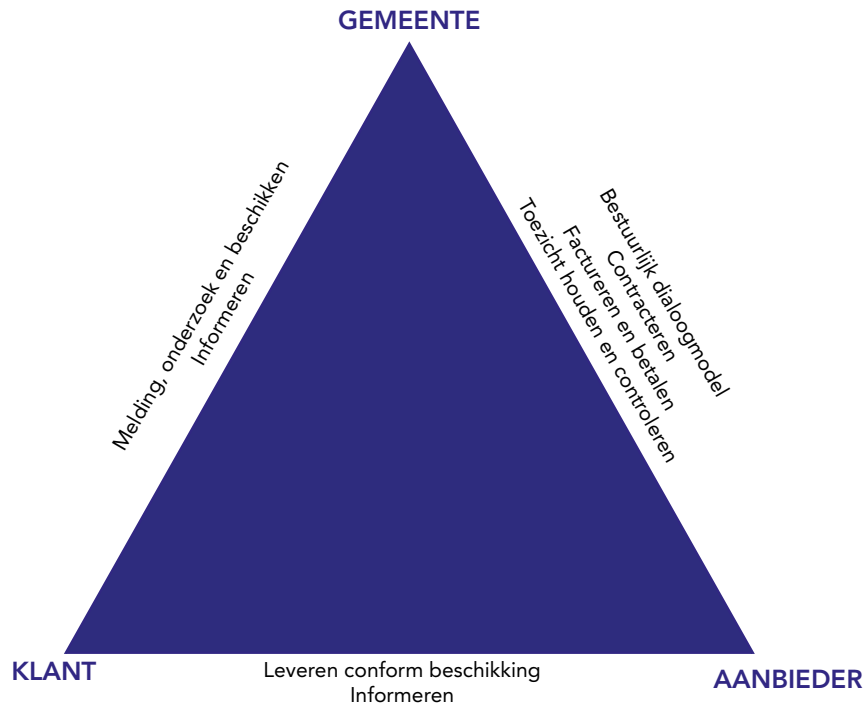 GEMEENTE
Melding, onderzoek en beschikken
Informeren
Bestuurlijk dialoogmodel
Contracteren
Factureren en betalen
Toezicht houden en controleren
KLANT
Leveren conform beschikking
Informeren
AANBIEDER